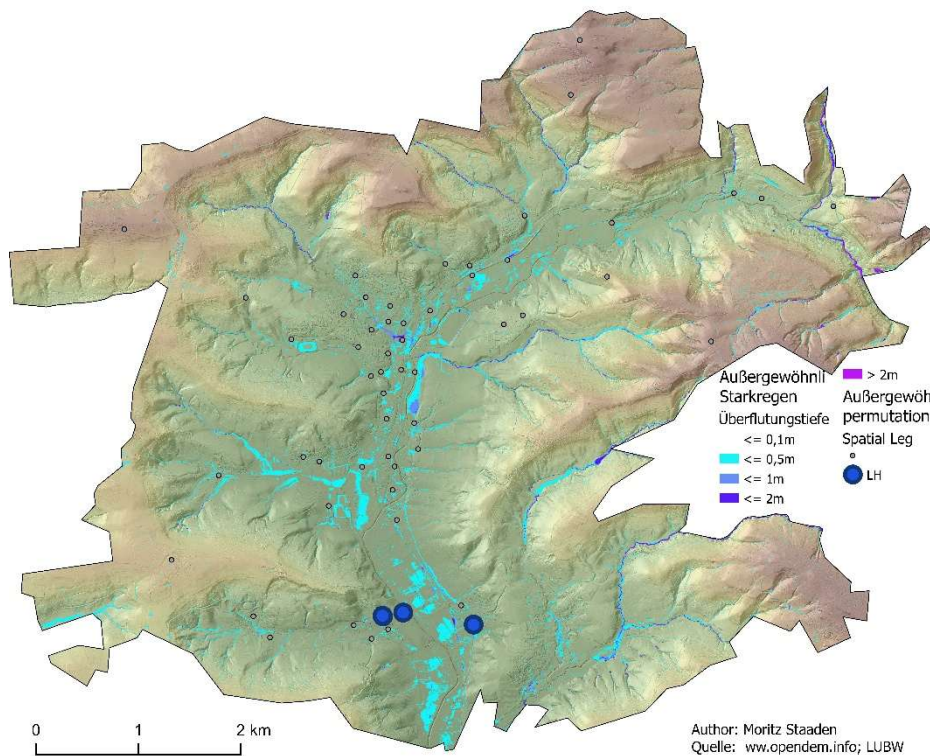 Außergewöhnli
Starkregen
Überflutungstiefe
<= 0,1m
<= 0,5m
<= 1m
<= 2m
> 2m
Außergewöh
permutation
Spatial Leg
LH
0 1 2 km
Author: Moritz Staaden
Quelle: ww.opendem.info; LUBW